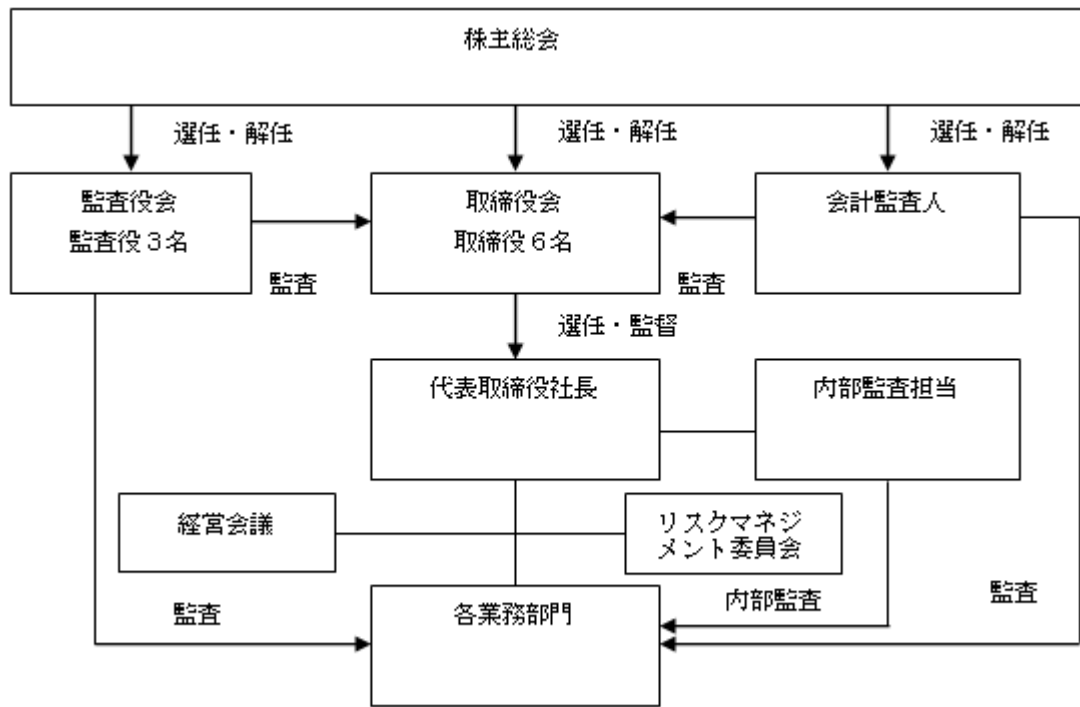 株主総会
選任・解任
選任・解任
選任・解任
監査役会
監査役３名
取締役会
取締役６名
会計監査人
監査
監査
選任・監督
代表取締役社長
内部監査担当
経営会議
リスクマネジ
メント委員会
監査
各業務部門
内部監査
監査